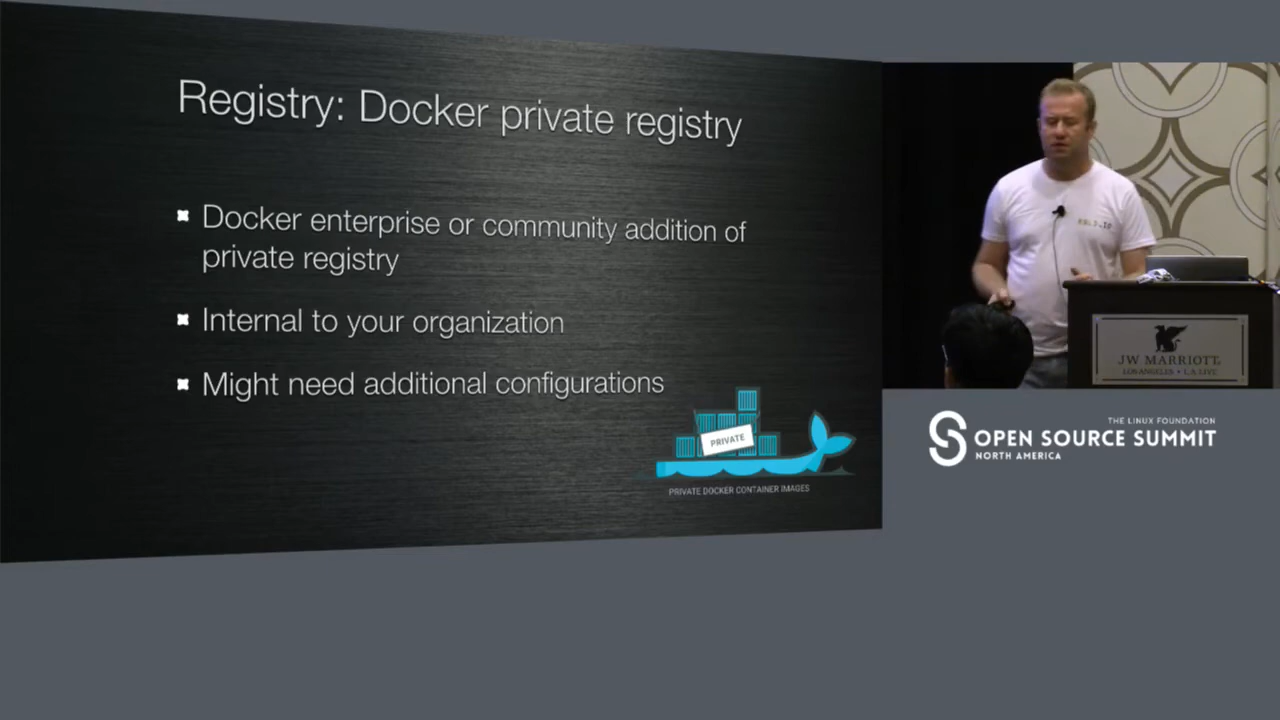 Registry: Docker private registry
Docker enterprise or community addition of
private registry
Internal to your organization
Might need additional configurations
PRIVATE
PRIVATE DOCKER CONTAINER IMAGES
JW MARRIOTT
LOS ANGELES • L.A. LIVE
THE LINUX FOUNDATION
OPEN SOURCE SUMMIT
NORTH AMERICA